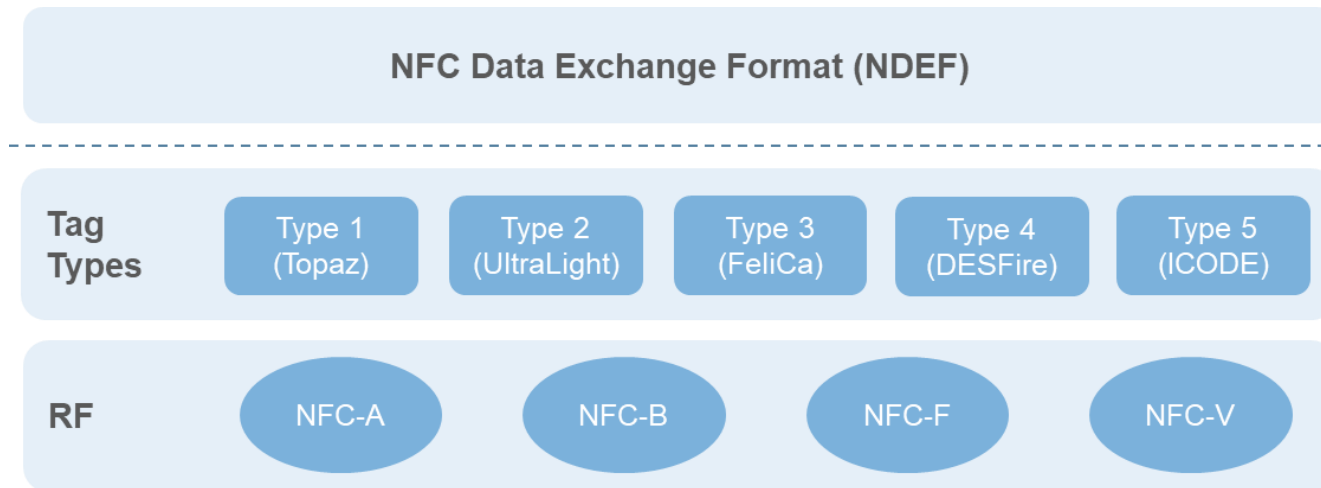 NFC Data Exchange Format (NDEF)
Tag
Types
Type 1
(Topaz)
Type 2
(UltraLight)
Type 3
(FeliCa)
Type 4
(DESFire)
Type 5
(ICODE)
RF
NFC-A
NFC-B
NFC-F
NFC-V